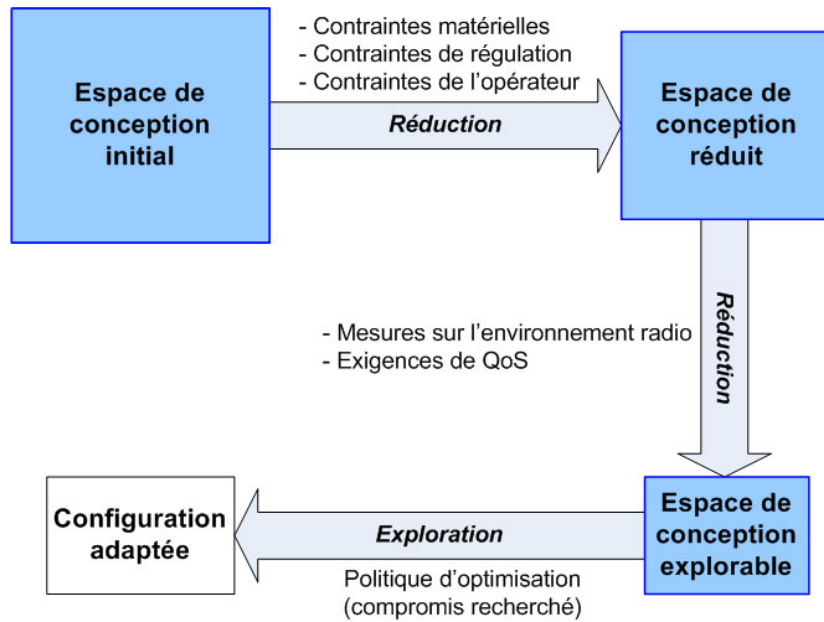 - Contraintes matérielles
- Contraintes de régulation
- Contraintes de l'opérateur
Espace de
conception
initial
Réduction
Espace de
conception
réduit
Réduction
- Mesures sur l'environnement radio
- Exigences de QoS
Espace de
conception
explorable
Exploration
Politique d'optimisation
(compromis recherché)
Configuration
adaptée